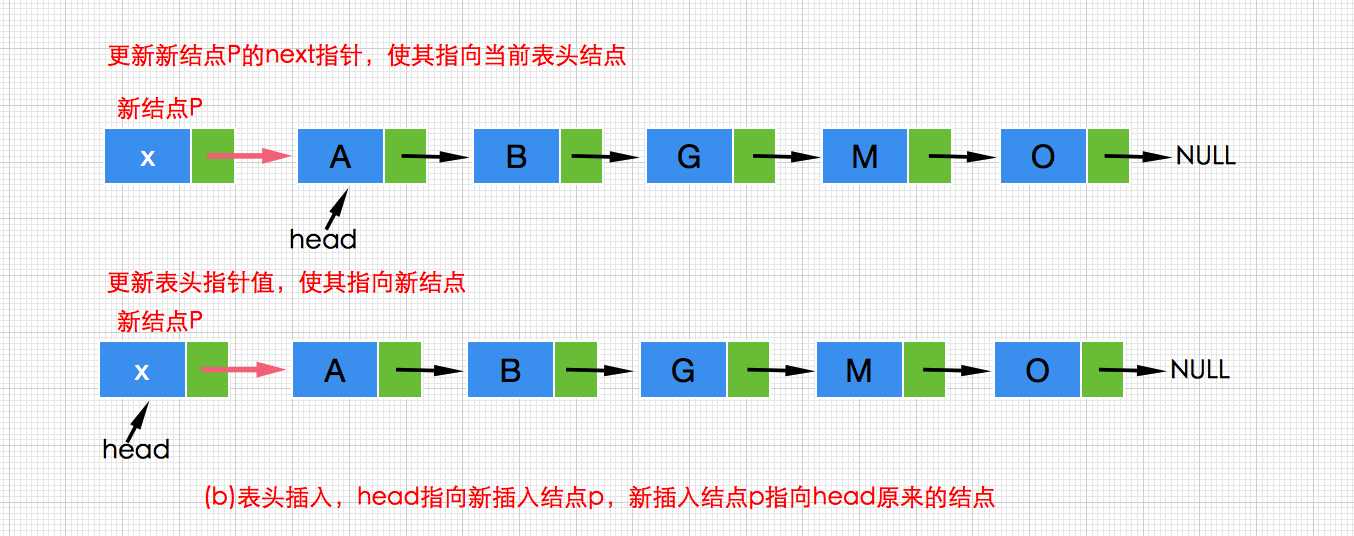 更新新结点P的next指针，使其指向当前表头结点
新结点P
x A B G M O NULL
head
更新表头指针值，使其指向新结点
新结点P
x A B G M O NULL
head
(b)表头插入，head指向新插入结点p，新插入结点p指向head原来的结点